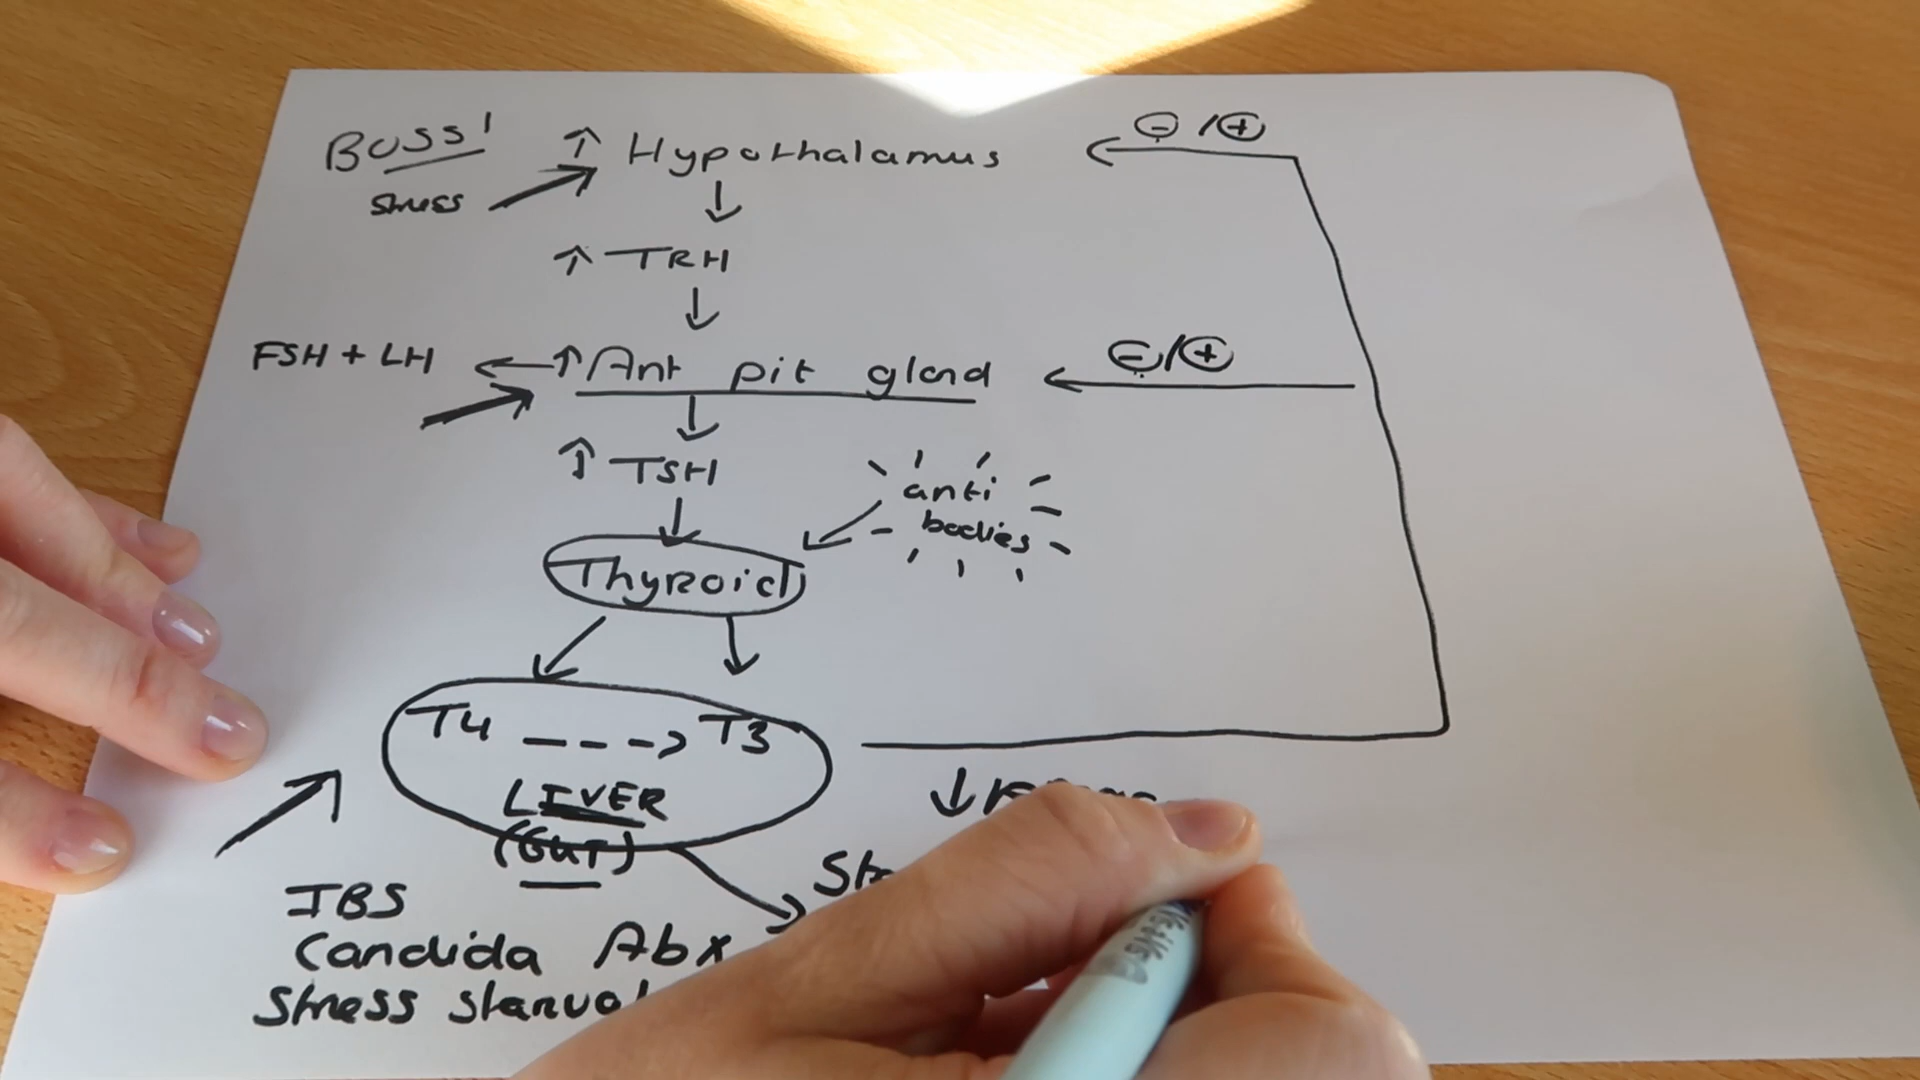 BOSS!
↑ Hypothalamus
⊖ / ⊕
stress
↓
↑ TRH
↓
FSH + LH ← ↑ Ant pit gland
⊖/⊕
↓
↑ TSH
anti
bodies
Thyroid
T4 ---> T3
LIVER
(GUT)
↓
IBS
Candida Abx
Stress